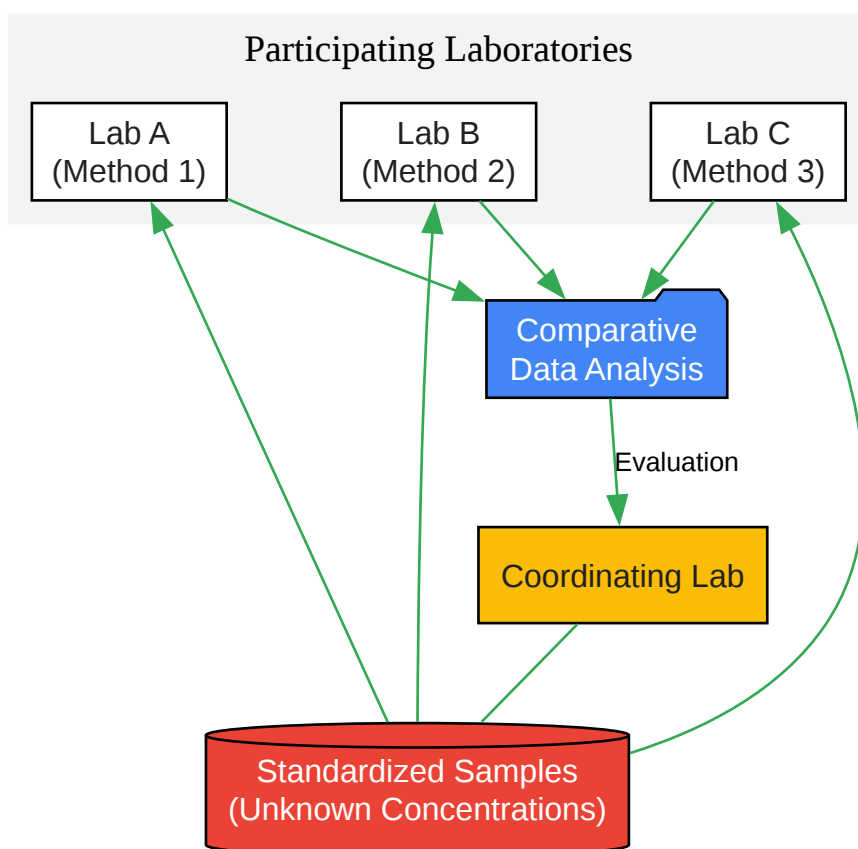 Participating Laboratories
Lab A
(Method 1)
Lab B
(Method 2)
Lab C
(Method 3)
Comparative
Data Analysis
Evaluation
Coordinating Lab
Standardized Samples
(Unknown Concentrations)